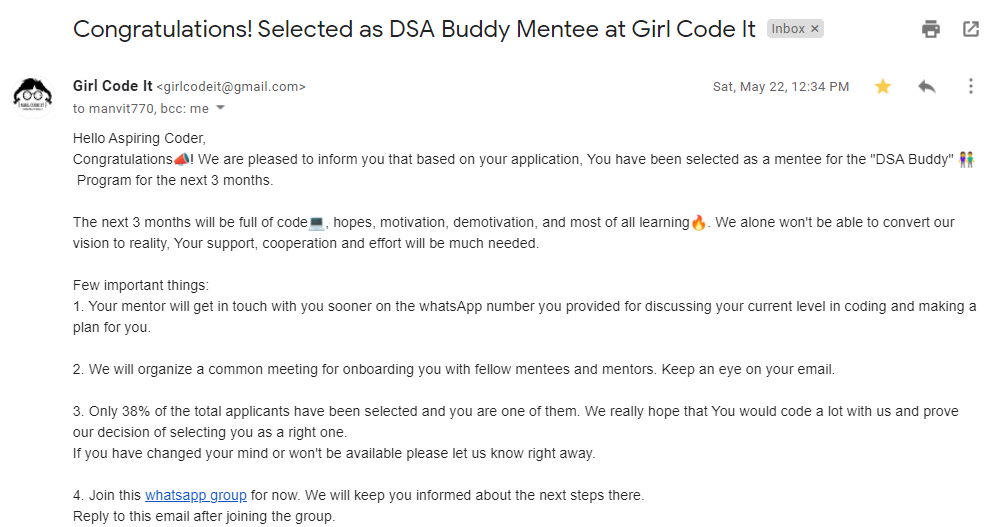 Congratulations! Selected as DSA Buddy Mentee at Girl Code It Inbox ×
Girl Code It <girlcodeit@gmail.com> Sat, May 22, 12:34 PM
to manvit770, bcc: me
Hello Aspiring Coder,
Congratulations📣! We are pleased to inform you that based on your application, You have been selected as a mentee for the "DSA Buddy" 👫
Program for the next 3 months.
The next 3 months will be full of code💻, hopes, motivation, demotivation, and most of all learning🔥. We alone won't be able to convert our
vision to reality, Your support, cooperation and effort will be much needed.
Few important things:
1. Your mentor will get in touch with you sooner on the whatsApp number you provided for discussing your current level in coding and making a
plan for you.
2. We will organize a common meeting for onboarding you with fellow mentees and mentors. Keep an eye on your email.
3. Only 38% of the total applicants have been selected and you are one of them. We really hope that You would code a lot with us and prove
our decision of selecting you as a right one.
If you have changed your mind or won't be available please let us know right away.
4. Join this whatsapp group for now. We will keep you informed about the next steps there.
Reply to this email after joining the group.